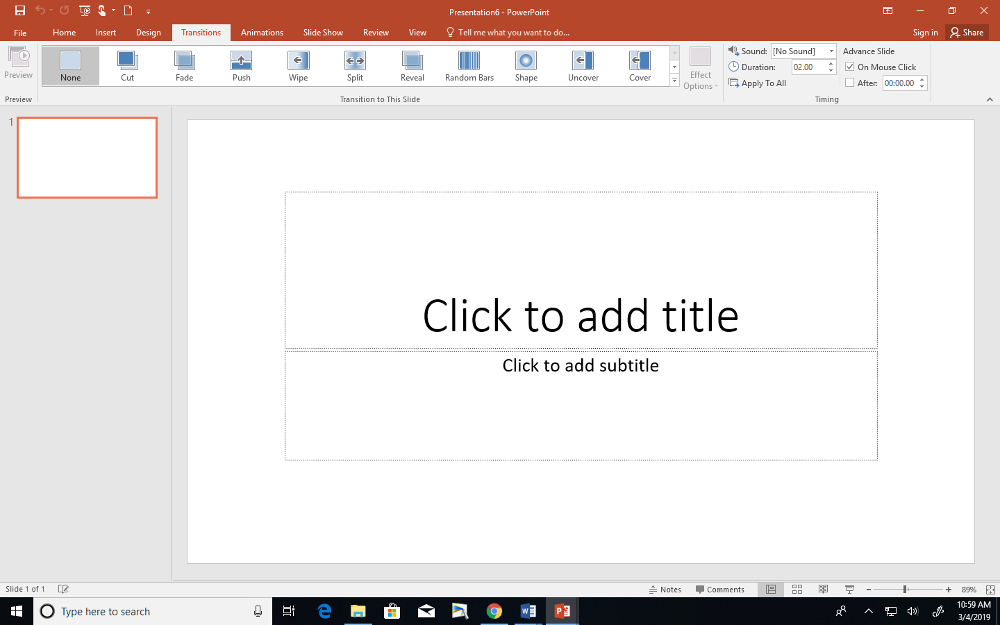 Presentation6 - PowerPoint
File Home Insert Design Transitions Animations Slide Show Review View Tell me what you want to do... Sign in Share
Preview
Preview
None Cut Fade Push Wipe Split Reveal Random Bars Shape Uncover Cover
Transition to This Slide
Effect
Options
Sound: [No Sound]
Duration: 02.00
Apply To All
Advance Slide
On Mouse Click
After: 00:00.00
Timing
1
Click to add title
Click to add subtitle
Slide 1 of 1 Notes Comments 89%
Type here to search
10:59 AM
3/4/2019